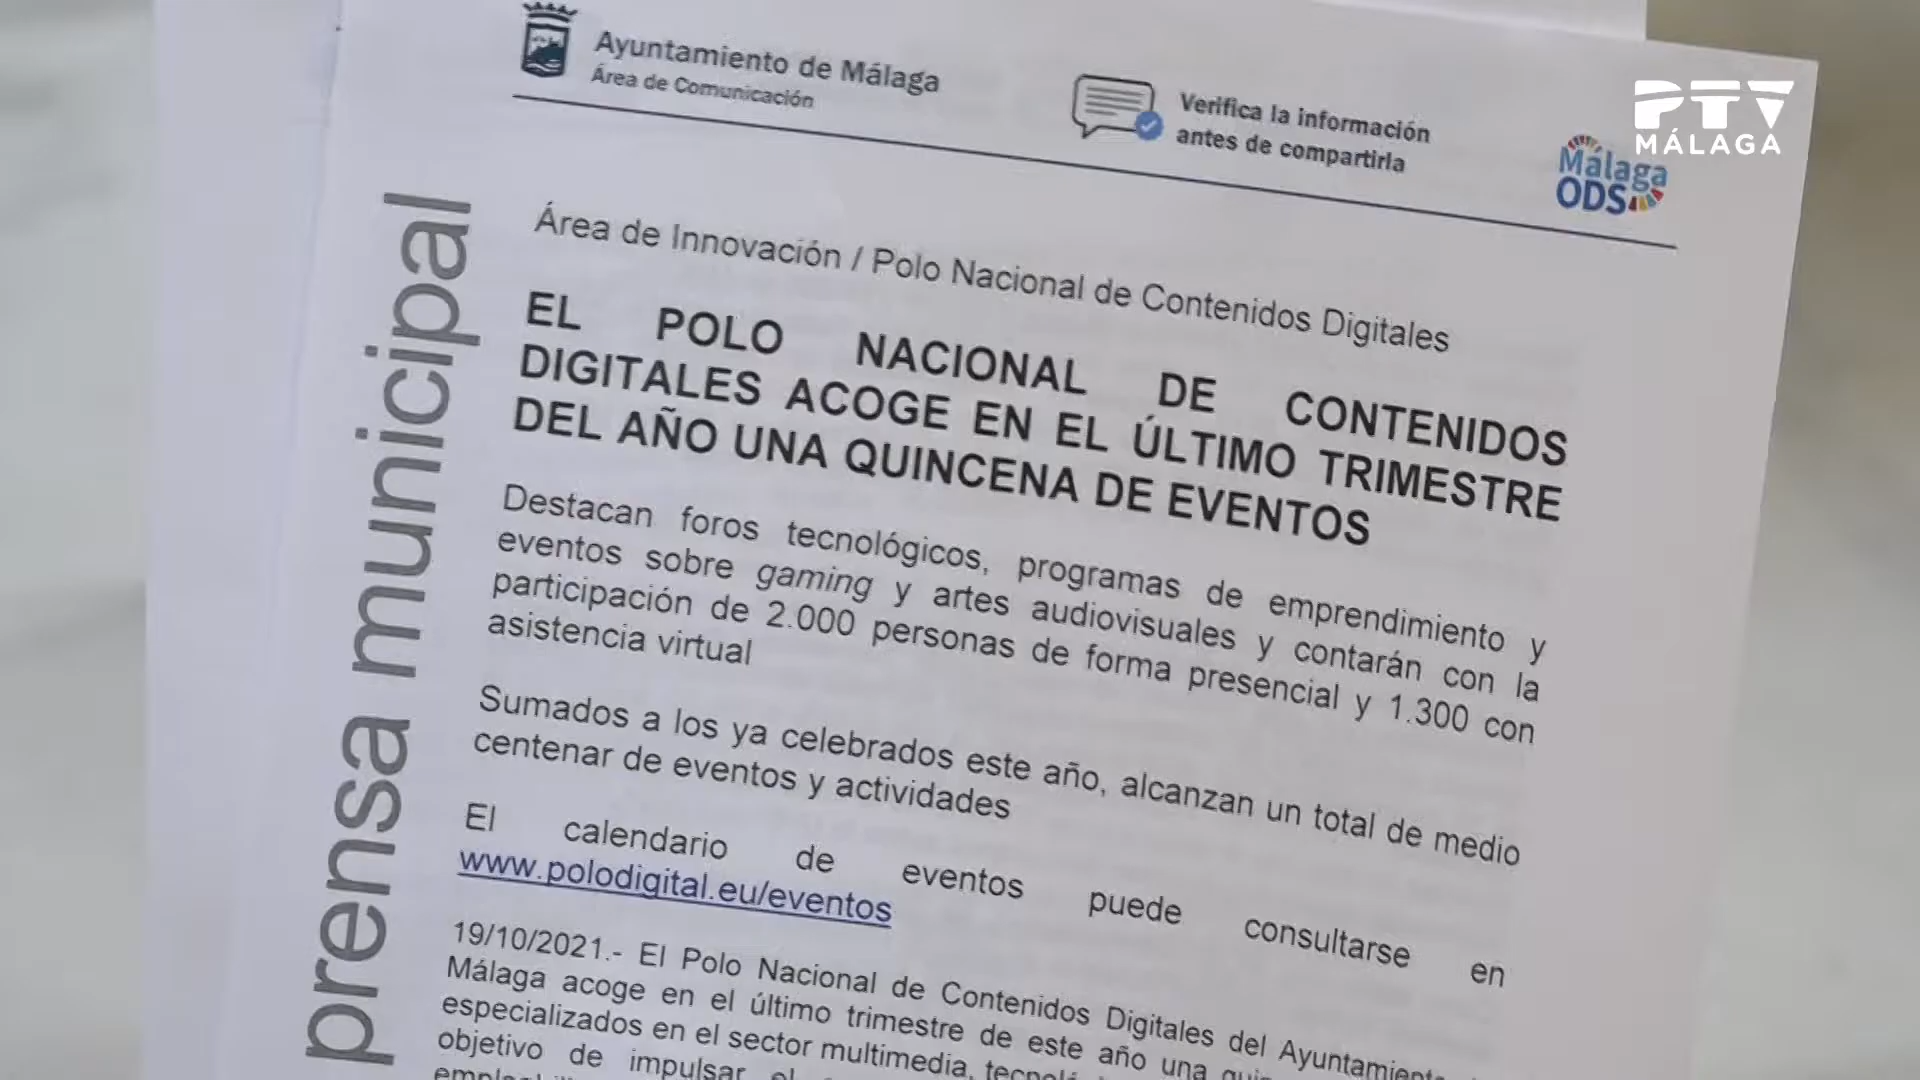 Ayuntamiento de Málaga
Área de Comunicación
Verifica la información
antes de compartirla
Málaga
ODS
PTV
MÁLAGA
prensa municipal
Área de Innovación / Polo Nacional de Contenidos Digitales
EL POLO NACIONAL DE CONTENIDOS
DIGITALES ACOGE EN EL ÚLTIMO TRIMESTRE
DEL AÑO UNA QUINCENA DE EVENTOS
Destacan foros tecnológicos, programas de emprendimiento y
eventos sobre gaming y artes audiovisuales y contarán con la
participación de 2.000 personas de forma presencial y 1.300 con
asistencia virtual
Sumados a los ya celebrados este año, alcanzan un total de medio
centenar de eventos y actividades
El calendario de eventos puede consultarse en
www.polodigital.eu/eventos
19/10/2021.- El Polo Nacional de Contenidos Digitales del Ayuntamiento
Málaga acoge en el último trimestre de este año una
especializados en el sector multimedia,
objetivo de impulsar el